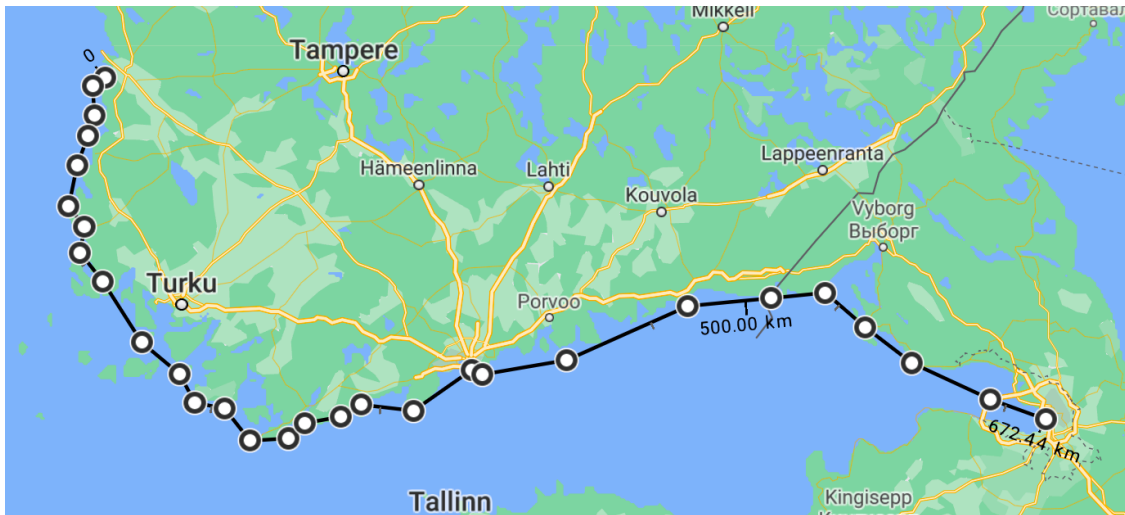 Mikkeli
Сортавал
0
Tampere
Hämeenlinna
Lahti
Lappeenranta
Kouvola
Vyborg
Выборг
Turku
Porvoo
500.00 km
672.44 km
Tallinn
Kingisepp